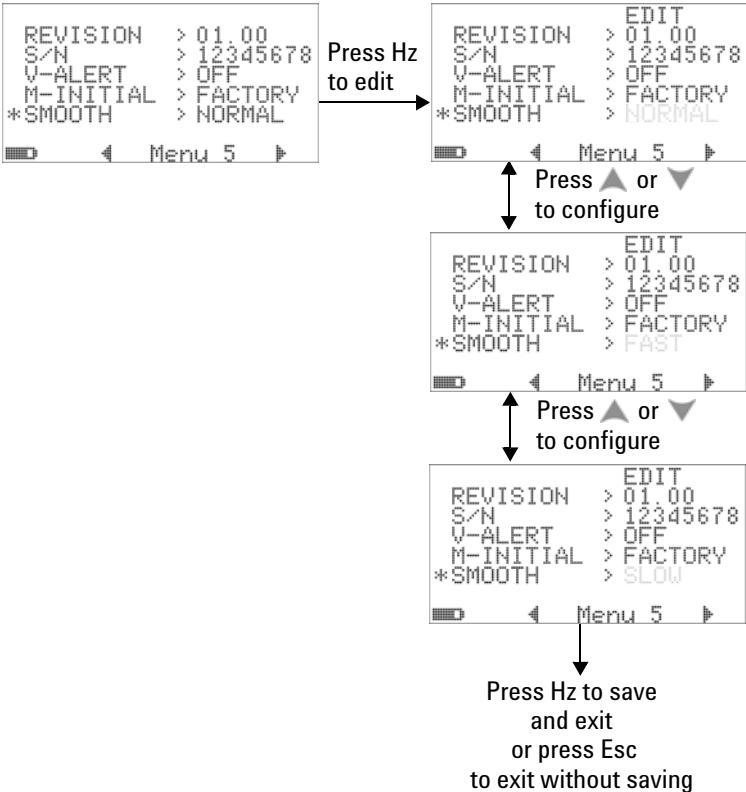 REVISION > 01.00
S/N > 12345678
V-ALERT > OFF
M-INITIAL > FACTORY
*SMOOTH > NORMAL
Menu 5
Press Hz
to edit
EDIT
REVISION > 01.00
S/N > 12345678
V-ALERT > OFF
M-INITIAL > FACTORY
*SMOOTH > NORMAL
Menu 5
Press ▲ or ▼
to configure
EDIT
REVISION > 01.00
S/N > 12345678
V-ALERT > OFF
M-INITIAL > FACTORY
*SMOOTH > FAST
Menu 5
Press ▲ or ▼
to configure
EDIT
REVISION > 01.00
S/N > 12345678
V-ALERT > OFF
M-INITIAL > FACTORY
*SMOOTH > SLOW
Menu 5
Press Hz to save
and exit
or press Esc
to exit without saving